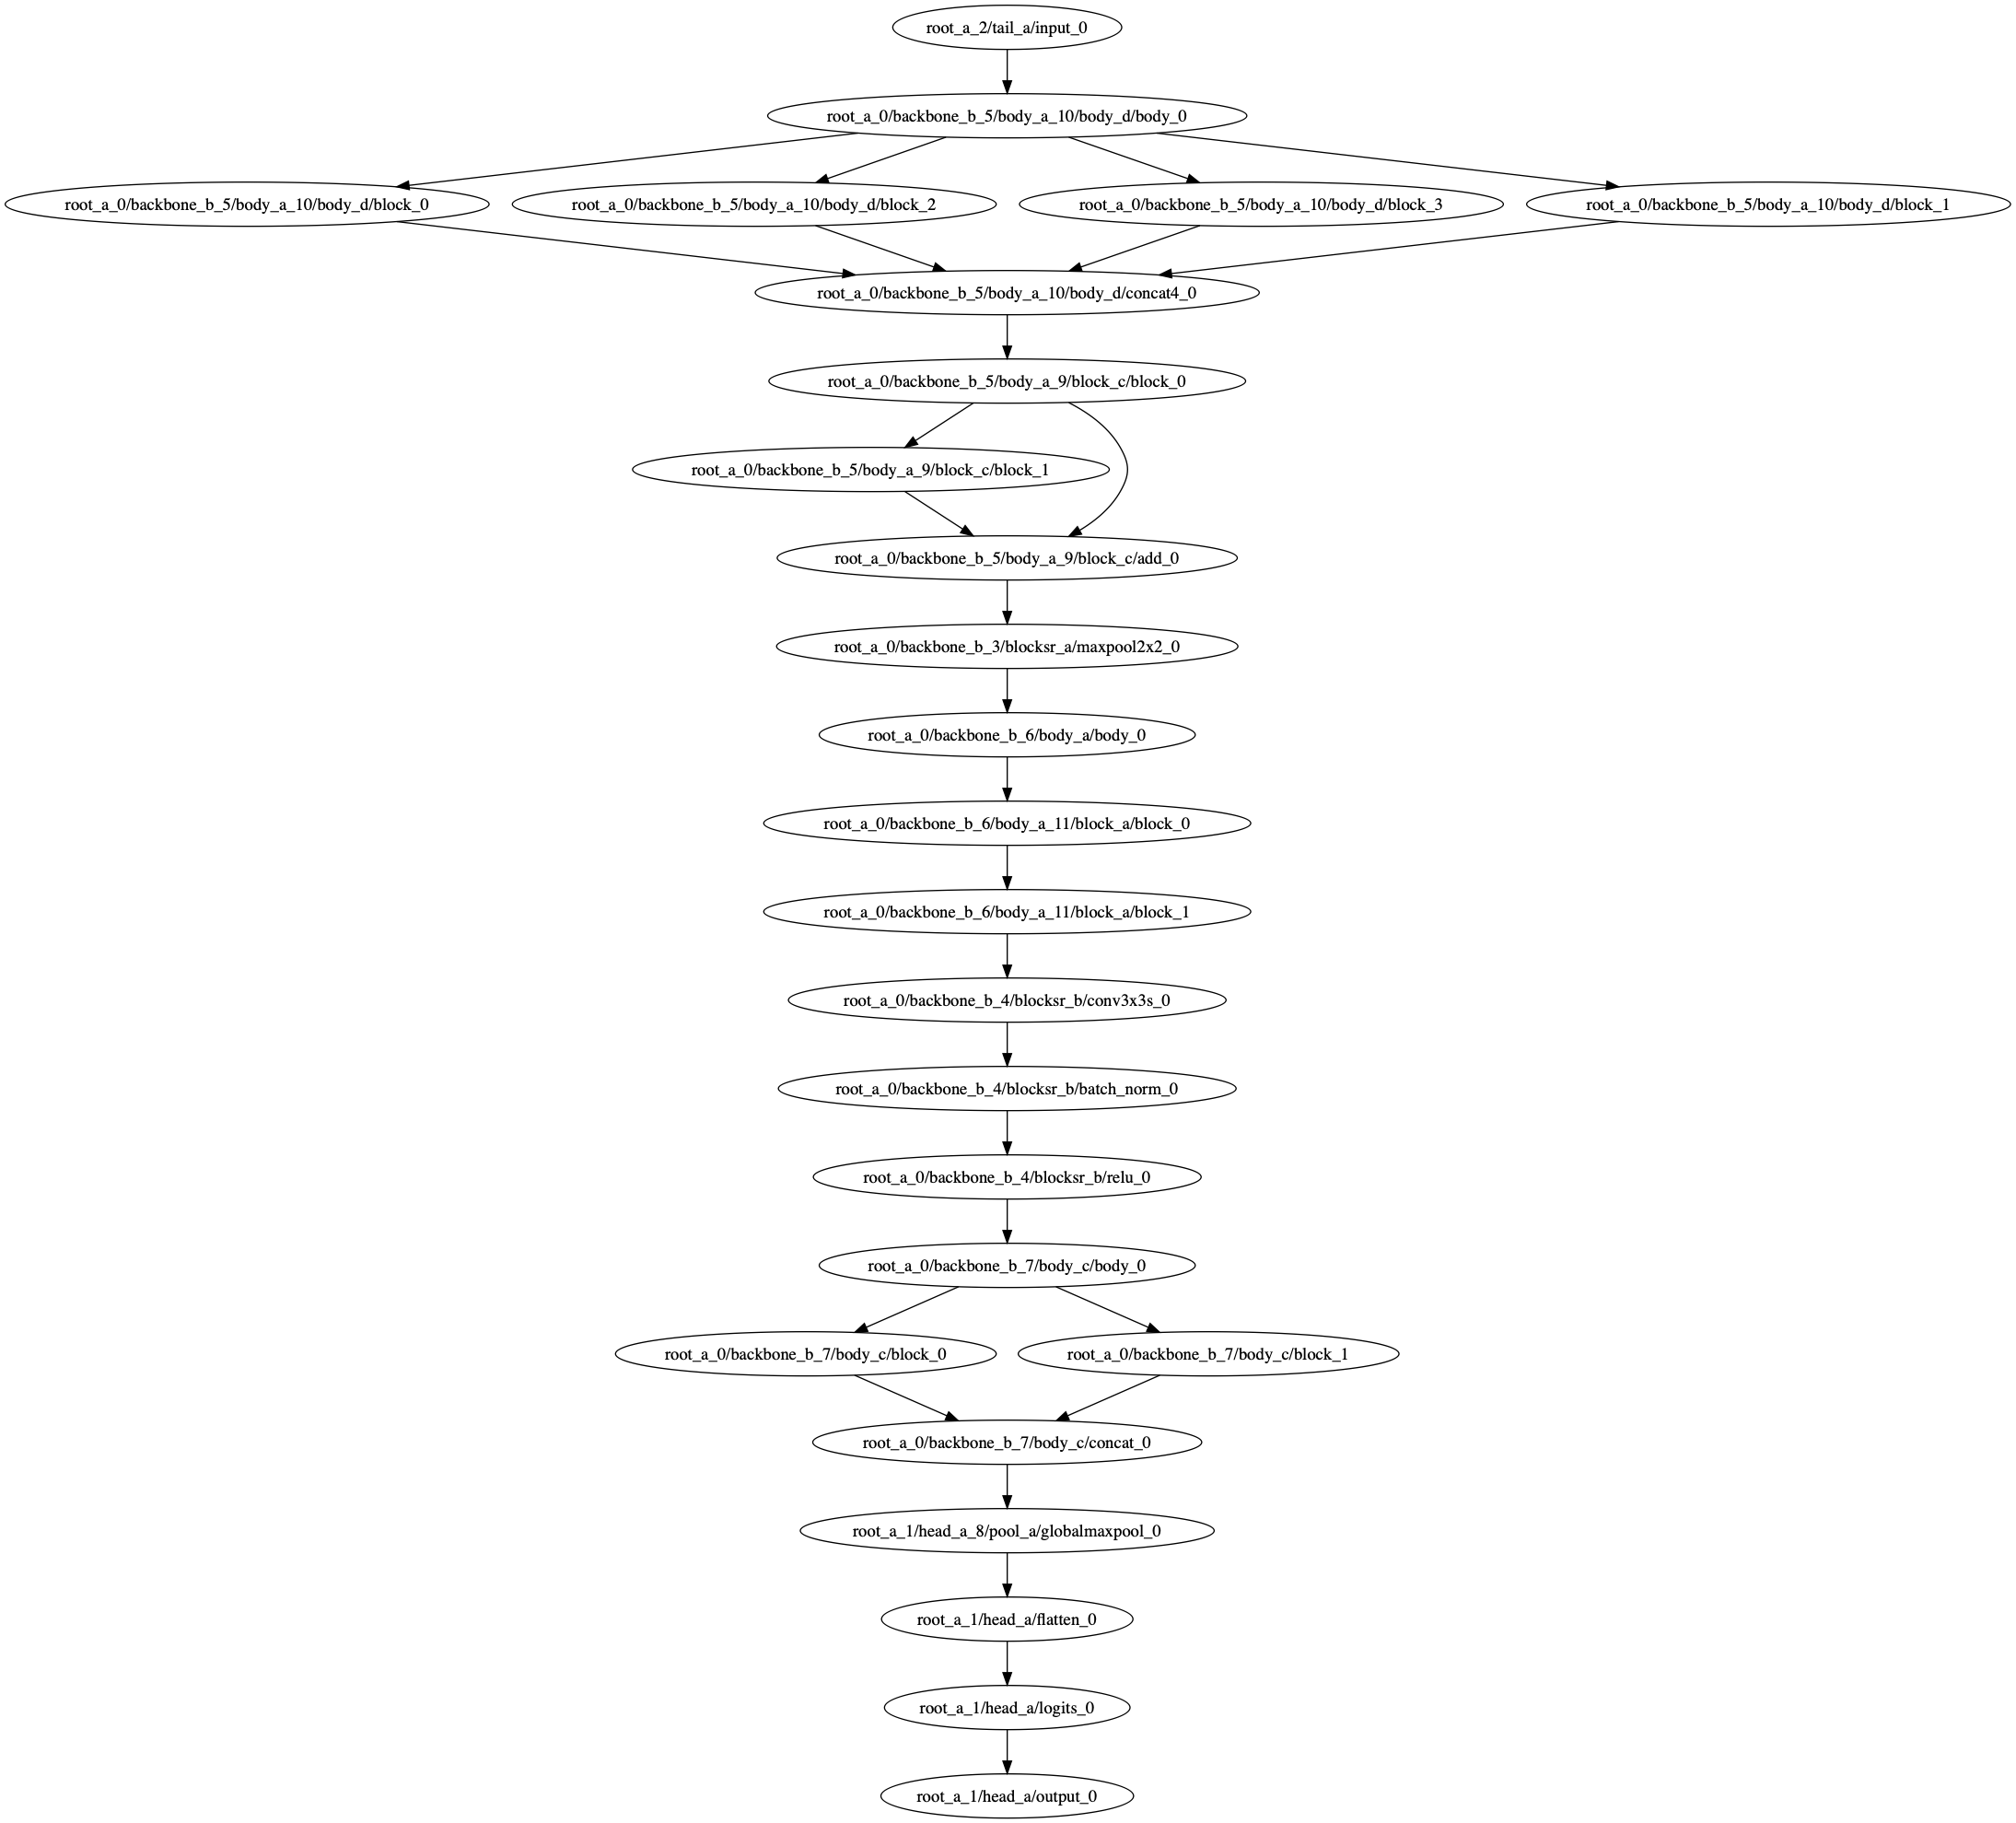 root_a_2/tail_a/input_0
root_a_0/backbone_b_5/body_a_10/body_d/body_0
root_a_0/backbone_b_5/body_a_10/body_d/block_0
root_a_0/backbone_b_5/body_a_10/body_d/block_2
root_a_0/backbone_b_5/body_a_10/body_d/block_3
root_a_0/backbone_b_5/body_a_10/body_d/block_1
root_a_0/backbone_b_5/body_a_10/body_d/concat4_0
root_a_0/backbone_b_5/body_a_9/block_c/block_0
root_a_0/backbone_b_5/body_a_9/block_c/block_1
root_a_0/backbone_b_5/body_a_9/block_c/add_0
root_a_0/backbone_b_3/blocksr_a/maxpool2x2_0
root_a_0/backbone_b_6/body_a/body_0
root_a_0/backbone_b_6/body_a_11/block_a/block_0
root_a_0/backbone_b_6/body_a_11/block_a/block_1
root_a_0/backbone_b_4/blocksr_b/conv3x3s_0
root_a_0/backbone_b_4/blocksr_b/batch_norm_0
root_a_0/backbone_b_4/blocksr_b/relu_0
root_a_0/backbone_b_7/body_c/body_0
root_a_0/backbone_b_7/body_c/block_0
root_a_0/backbone_b_7/body_c/block_1
root_a_0/backbone_b_7/body_c/concat_0
root_a_1/head_a_8/pool_a/globalmaxpool_0
root_a_1/head_a/flatten_0
root_a_1/head_a/logits_0
root_a_1/head_a/output_0